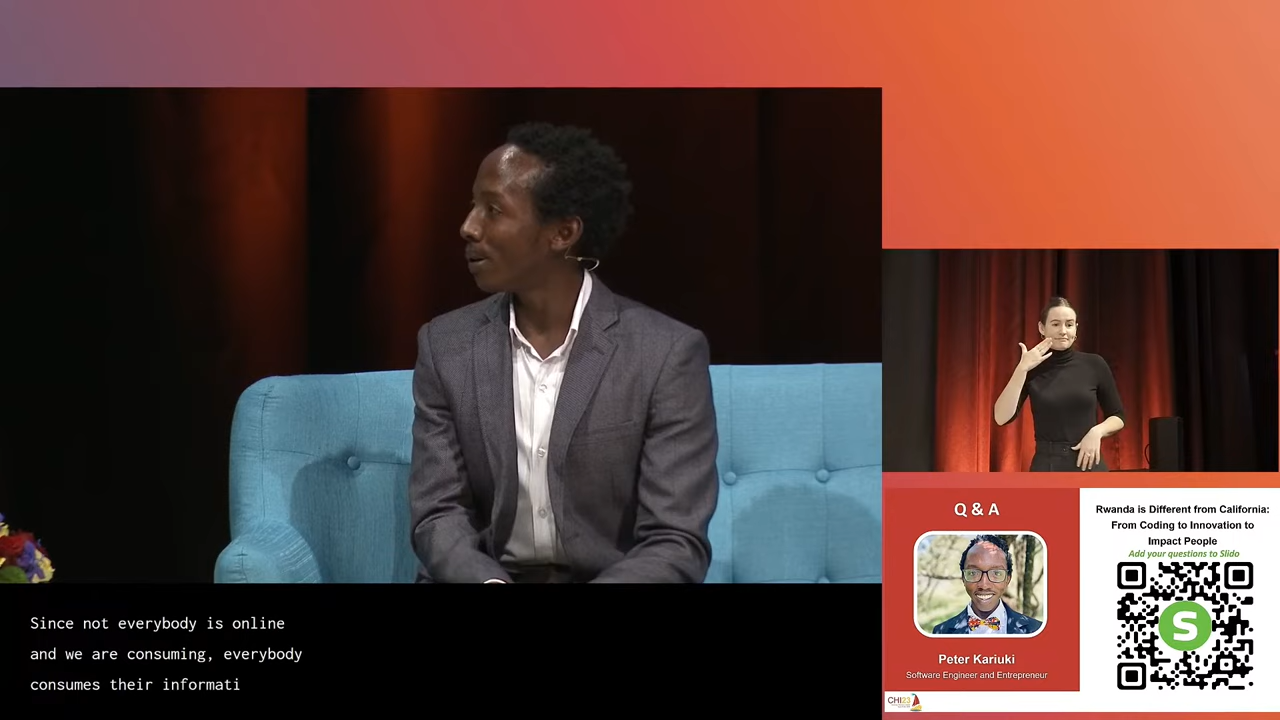 Since not everybody is online
and we are consuming, everybody
consumes their informati
Q & A
Peter Kariuki
Software Engineer and Entrepreneur
CHI23
Rwanda is Different from California:
From Coding to Innovation to
Impact People
Add your questions to Slido
S